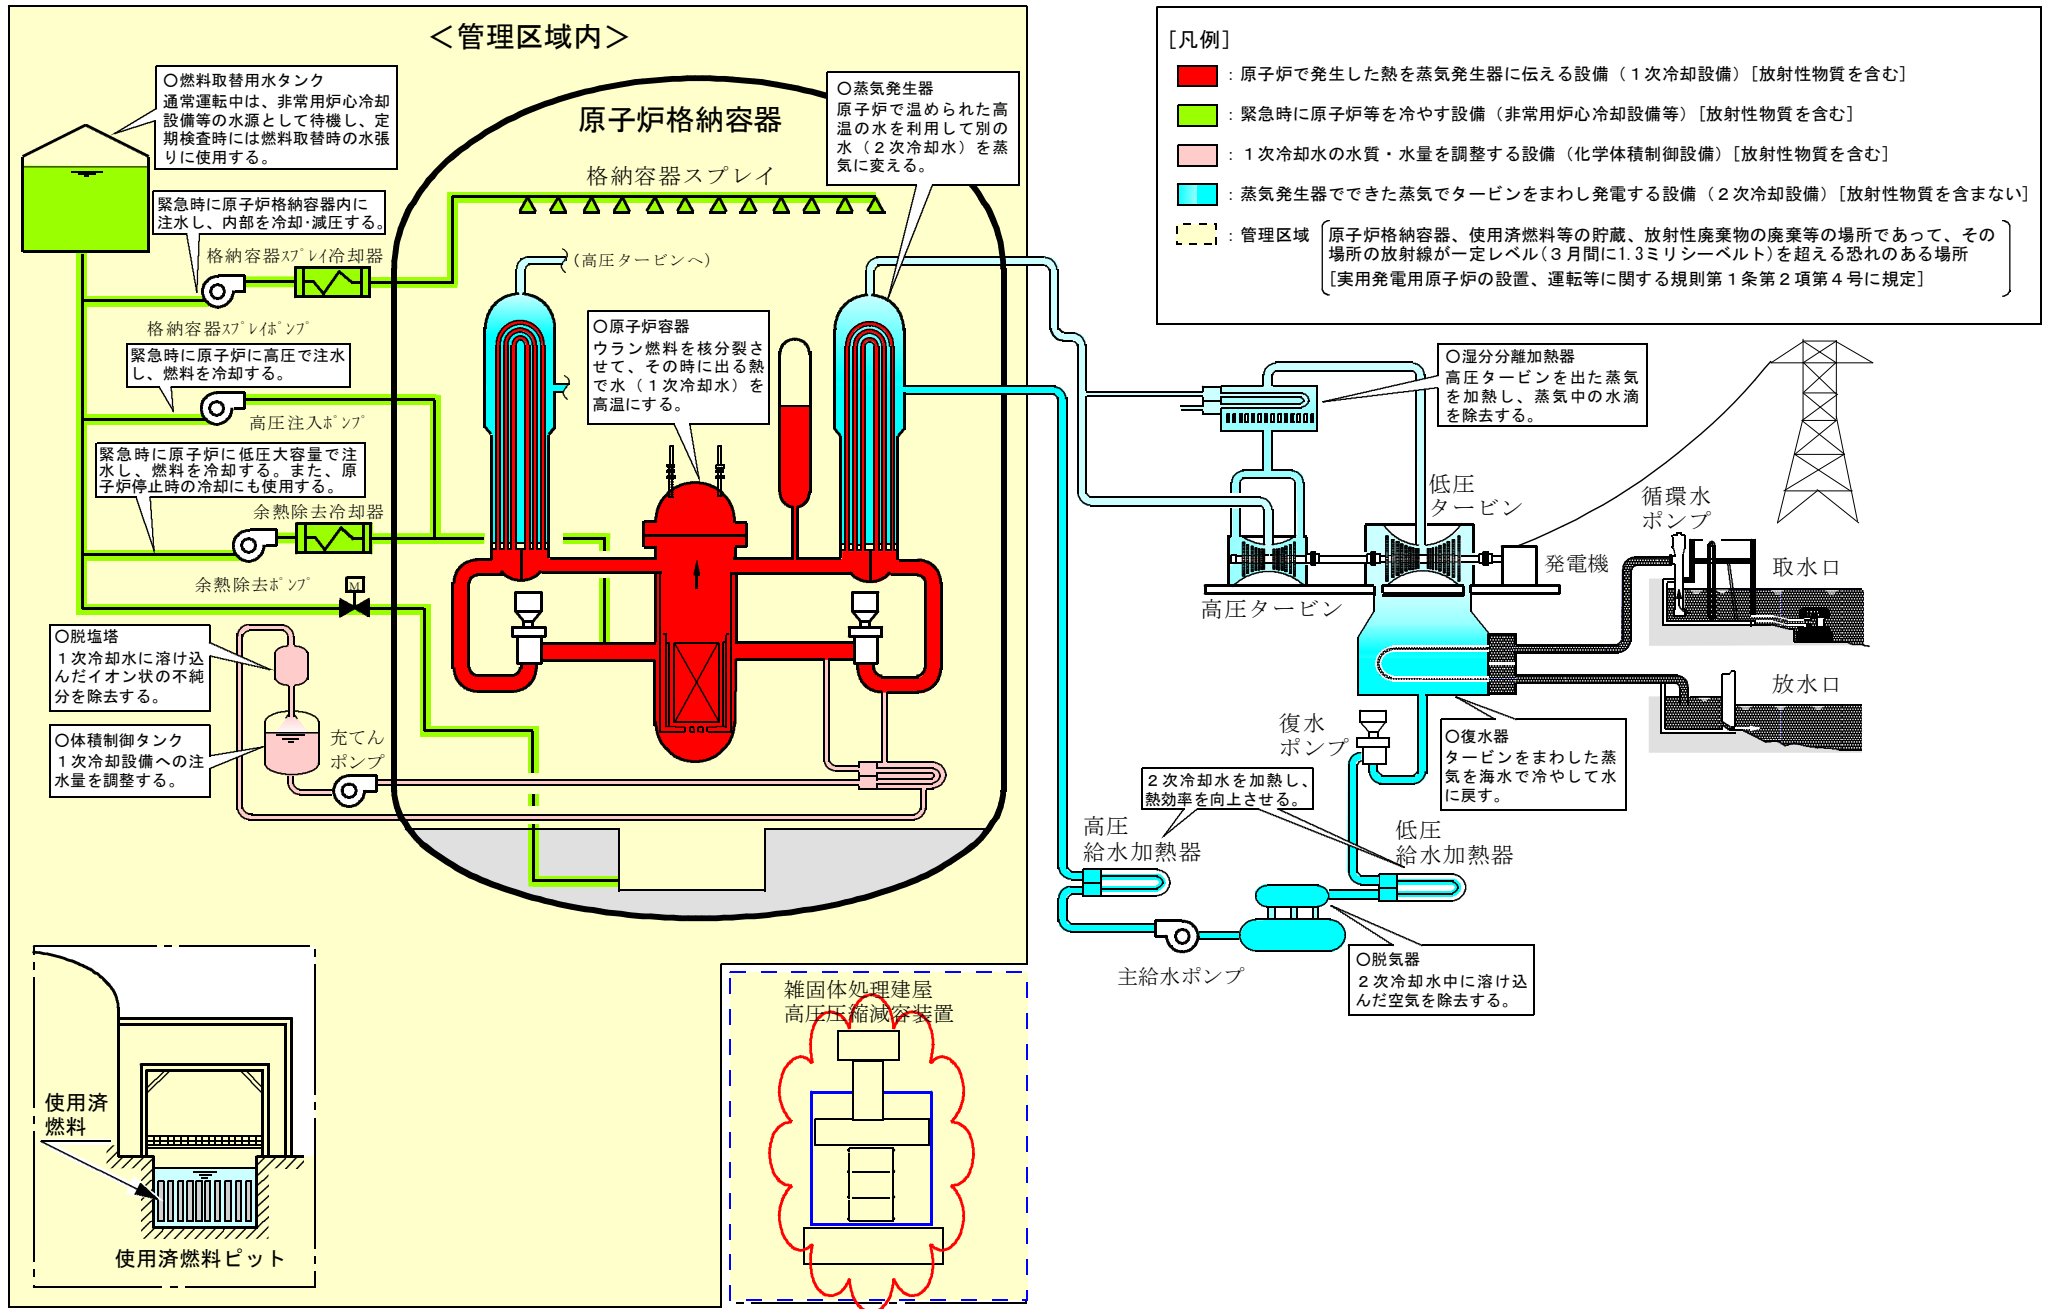 ＜管理区域内＞
○燃料取替用水タンク
通常運転中は、非常用炉心冷却
設備等の水源として待機し、定
期検査時には燃料取替時の水張
りに使用する。
緊急時に原子炉格納容器内に
注水し、内部を冷却･減圧する。
格納容器ｽﾌﾟﾚｲ冷却器
格納容器ｽﾌﾟﾚｲﾎﾟﾝﾌﾟ
緊急時に原子炉に高圧で注水
し、燃料を冷却する。
高圧注入ﾎﾟﾝﾌﾟ
緊急時に原子炉に低圧大容量で注
水し、燃料を冷却する。また、原
子炉停止時の冷却にも使用する。
余熱除去冷却器
余熱除去ﾎﾟﾝﾌﾟ
M
○脱塩塔
１次冷却水に溶け込
んだイオン状の不純
分を除去する。
○体積制御タンク
１次冷却設備への注
水量を調整する。
充てん
ポンプ
原子炉格納容器
格納容器スプレイ
○蒸気発生器
原子炉で温められた高
温の水を利用して別の
水（２次冷却水）を蒸
気に変える。
(高圧タービンへ)
○原子炉容器
ウラン燃料を核分裂さ
せて、その時に出る熱
で水（１次冷却水）を
高温にする。
[凡例]
：原子炉で発生した熱を蒸気発生器に伝える設備（１次冷却設備）[放射性物質を含む]
：緊急時に原子炉等を冷やす設備（非常用炉心冷却設備等）[放射性物質を含む]
：１次冷却水の水質・水量を調整する設備（化学体積制御設備）[放射性物質を含む]
：蒸気発生器でできた蒸気でタービンをまわし発電する設備（２次冷却設備）[放射性物質を含まない]
：管理区域
原子炉格納容器、使用済燃料等の貯蔵、放射性廃棄物の廃棄等の場所であって、その
場所の放射線が一定レベル(３月間に1.3ミリシーベルト)を超える恐れのある場所
[実用発電用原子炉の設置、運転等に関する規則第１条第２項第４号に規定]
○湿分分離加熱器
高圧タービンを出た蒸気
を加熱し、蒸気中の水滴
を除去する。
低圧
タービン
高圧タービン
発電機
循環水
ポンプ
取水口
放水口
復水
ポンプ
○復水器
タービンをまわした蒸
気を海水で冷やして水
に戻す。
２次冷却水を加熱し、
熱効率を向上させる。
高圧
給水加熱器
低圧
給水加熱器
主給水ポンプ
○脱気器
２次冷却水中に溶け込
んだ空気を除去する。
雑固体処理建屋
高圧圧縮減容装置
使用済
燃料
使用済燃料ピット